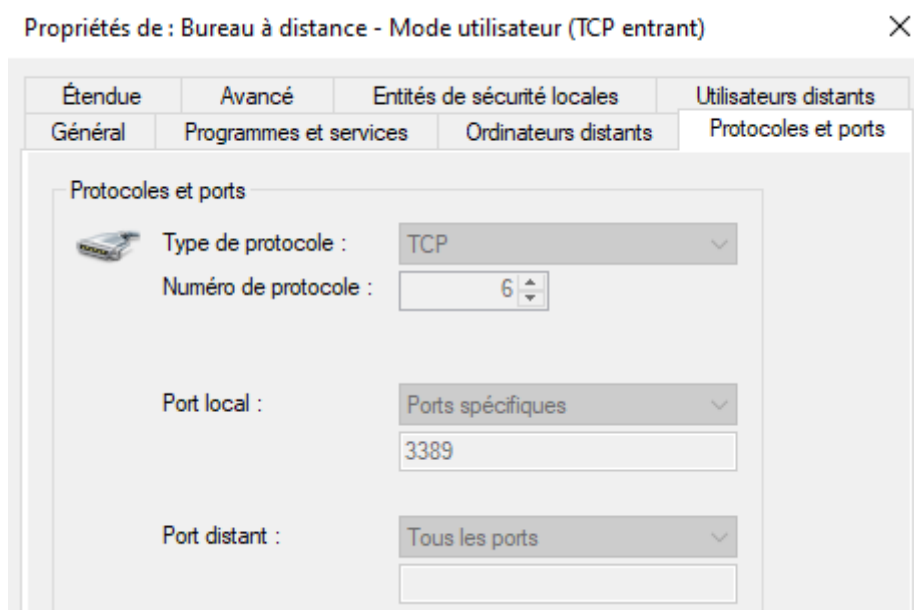 Propriétés de : Bureau à distance - Mode utilisateur (TCP entrant)
Étendue Avancé Entités de sécurité locales Utilisateurs distants
Général Programmes et services Ordinateurs distants Protocoles et ports
Protocoles et ports
Type de protocole : TCP
Numéro de protocole : 6
Port local : Ports spécifiques
3389
Port distant : Tous les ports